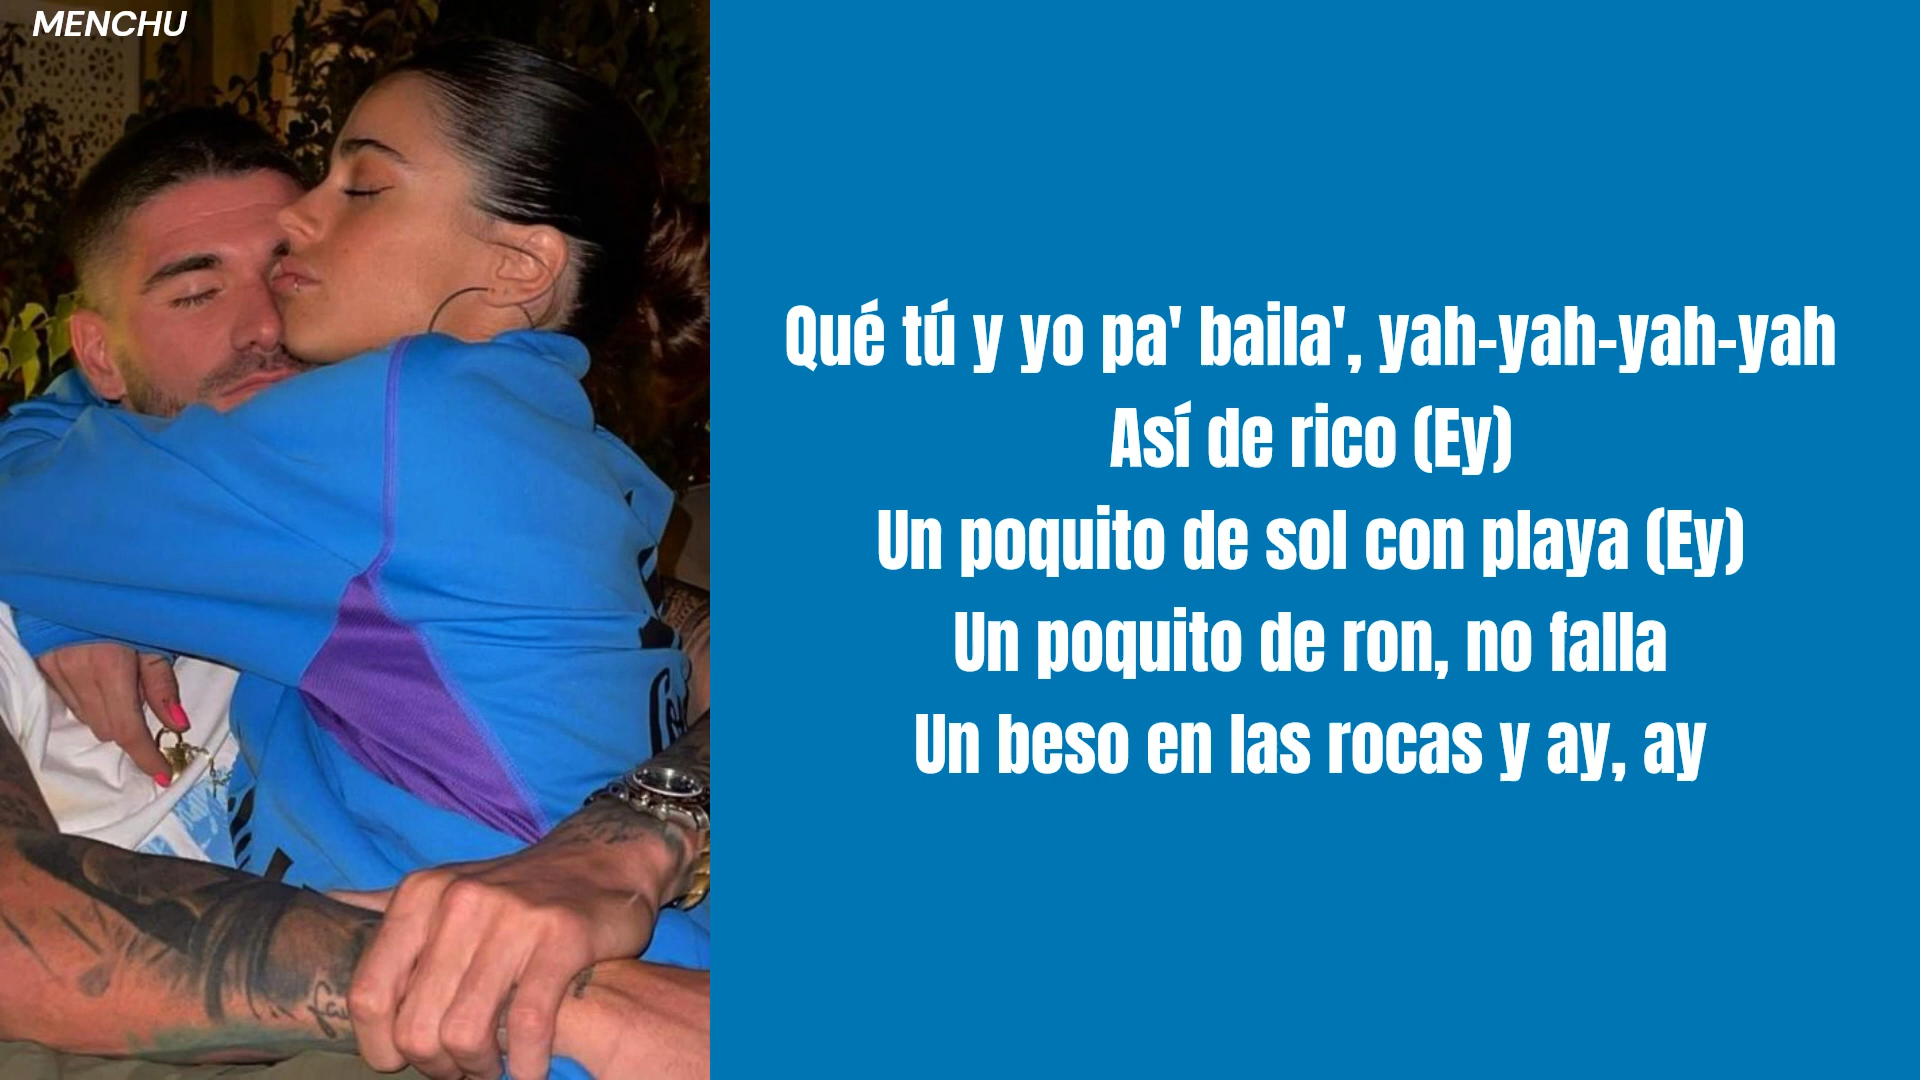 MENCHU
Qué tú y yo pa' baila', yah-yah-yah-yah
Así de rico (Ey)
Un poquito de sol con playa (Ey)
Un poquito de ron, no falla
Un beso en las rocas y ay, ay